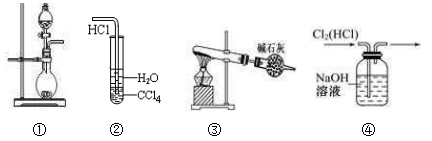 HCl
H₂O
CCl₄
碱石灰
Cl₂(HCl)
NaOH
溶液
① ② ③ ④